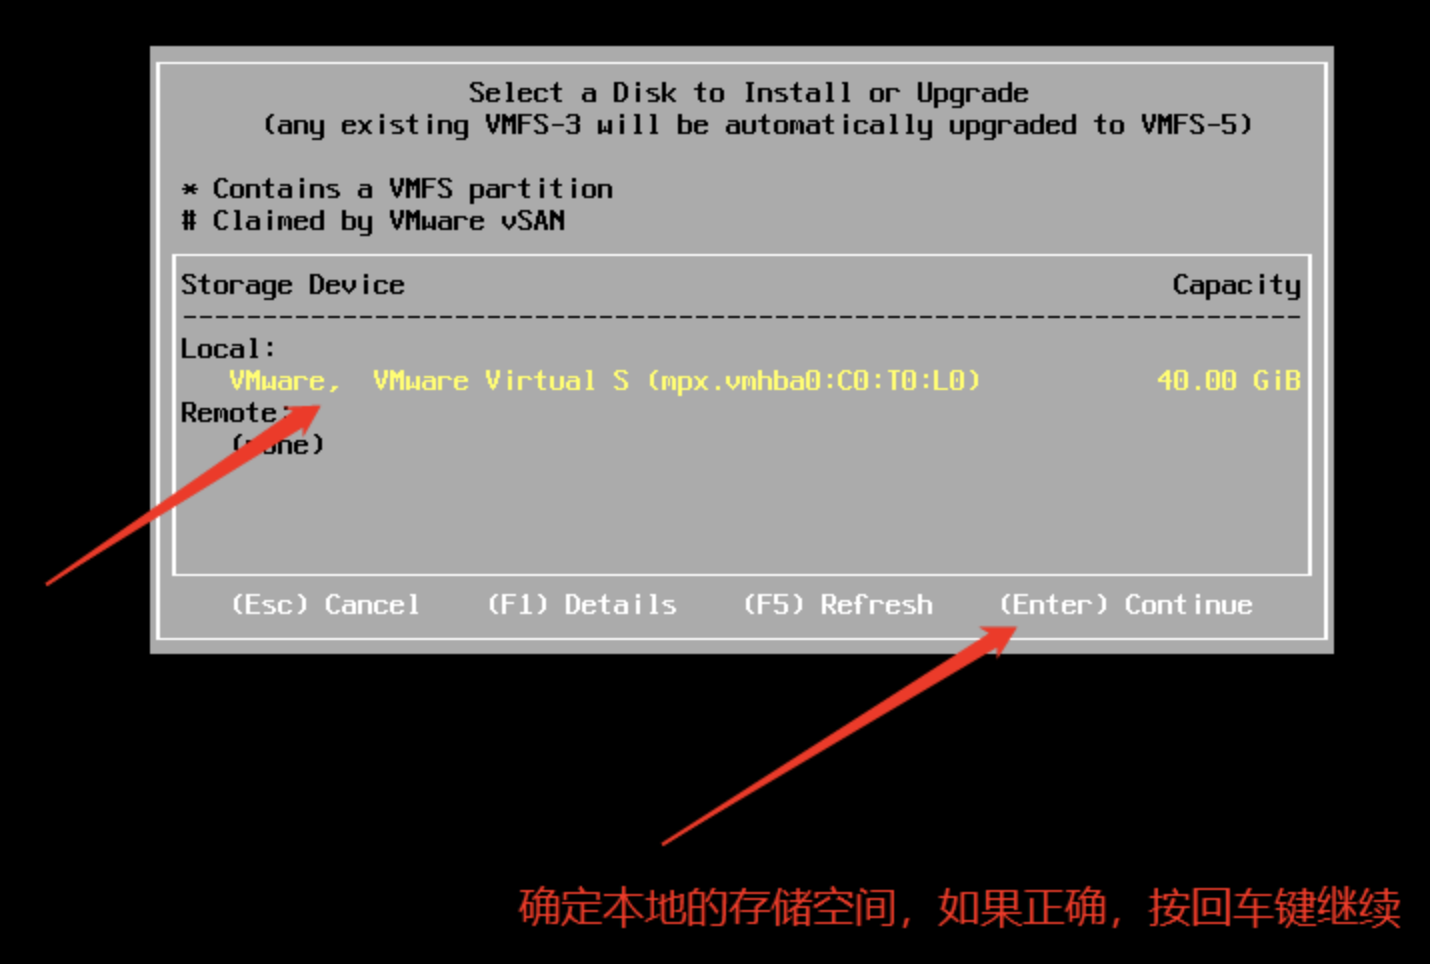 Select a Disk to Install or Upgrade
(any existing VMFS-3 will be automatically upgraded to VMFS-5)
* Contains a VMFS partition
# Claimed by VMware vSAN
Storage Device Capacity
----------------------------------------------------------------------
Local:
VMware, VMware Virtual S (mpx.vmhba0:C0:T0:L0) 40.00 GiB
Remote:
(none)
(Esc) Cancel (F1) Details (F5) Refresh (Enter) Continue
确定本地的存储空间，如果正确，按回车键继续